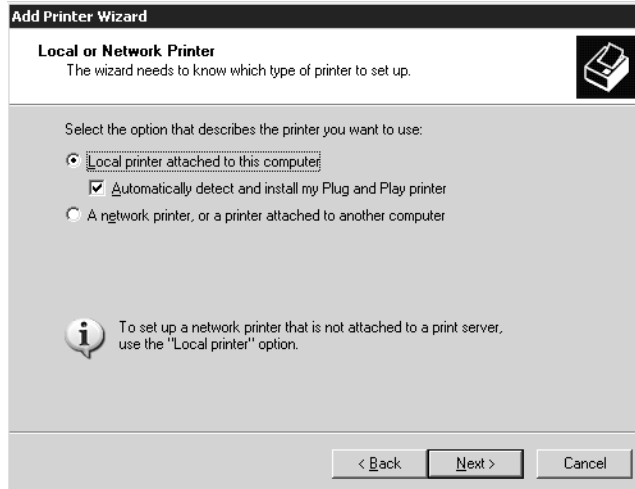 Add Printer Wizard
Local or Network Printer
The wizard needs to know which type of printer to set up.
Select the option that describes the printer you want to use:
Local printer attached to this computer
Automatically detect and install my Plug and Play printer
A network printer, or a printer attached to another computer
To set up a network printer that is not attached to a print server,
use the "Local printer" option.
< Back Next > Cancel